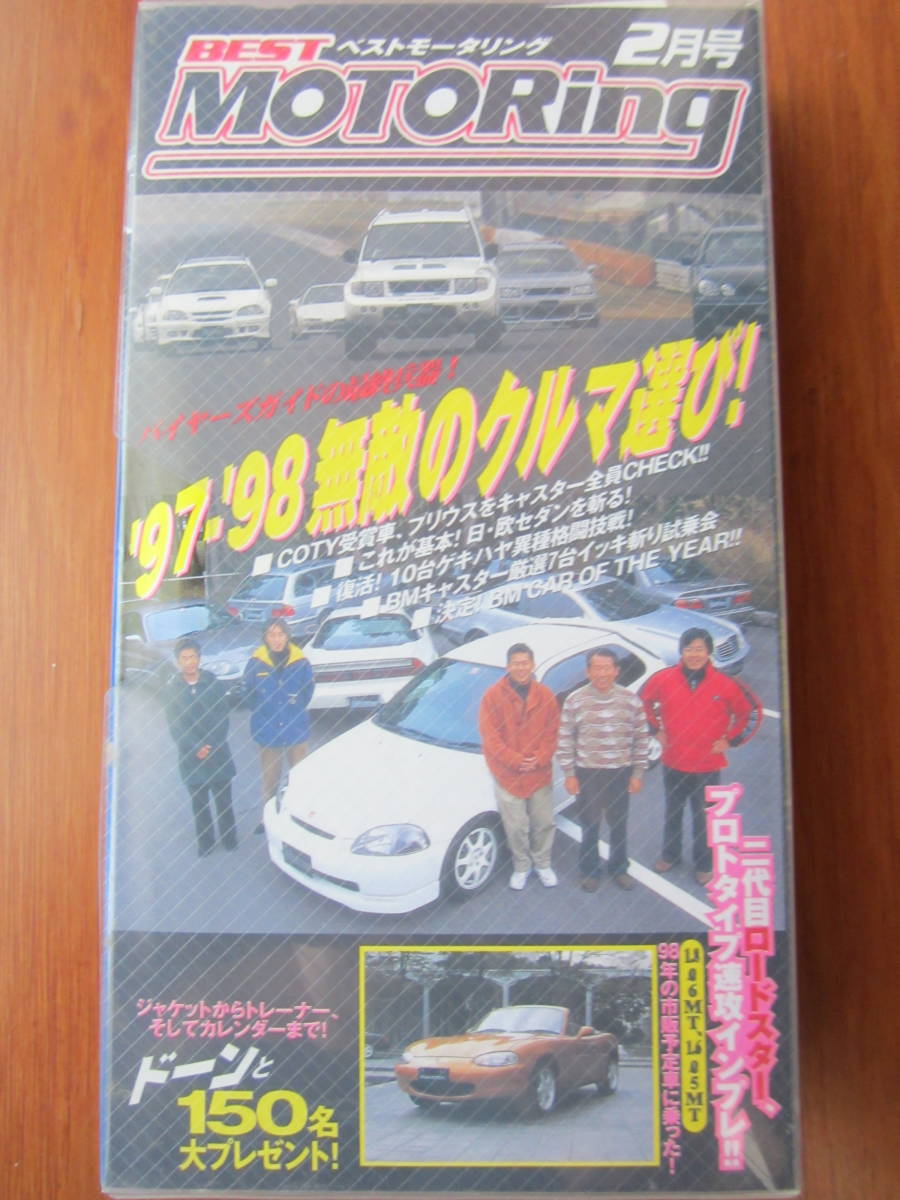 BEST ベストモータリング 2月号
MOTORing
バイヤーズガイドの
'97-'98 無敵のクルマ選び!
■ COTY受賞車、プリウスをキャスター全員CHECK!!
■ これが基本! 日・欧セダンを斬る!
■ 復活! 10台ゲキハヤ異種格闘技戦!
■ BMキャスター厳選7台イッキ斬り試乗会
■ 決定! BM CAR OF THE YEAR!!
二代目ロードスター、
プロトタイプ速攻インプレ!!
1.8ℓ6MT、1.6ℓ5MT
98年の市販予定車に乗った!
ジャケットからトレーナー、
そしてカレンダーまで!
ドーンと
150名
大プレゼント!